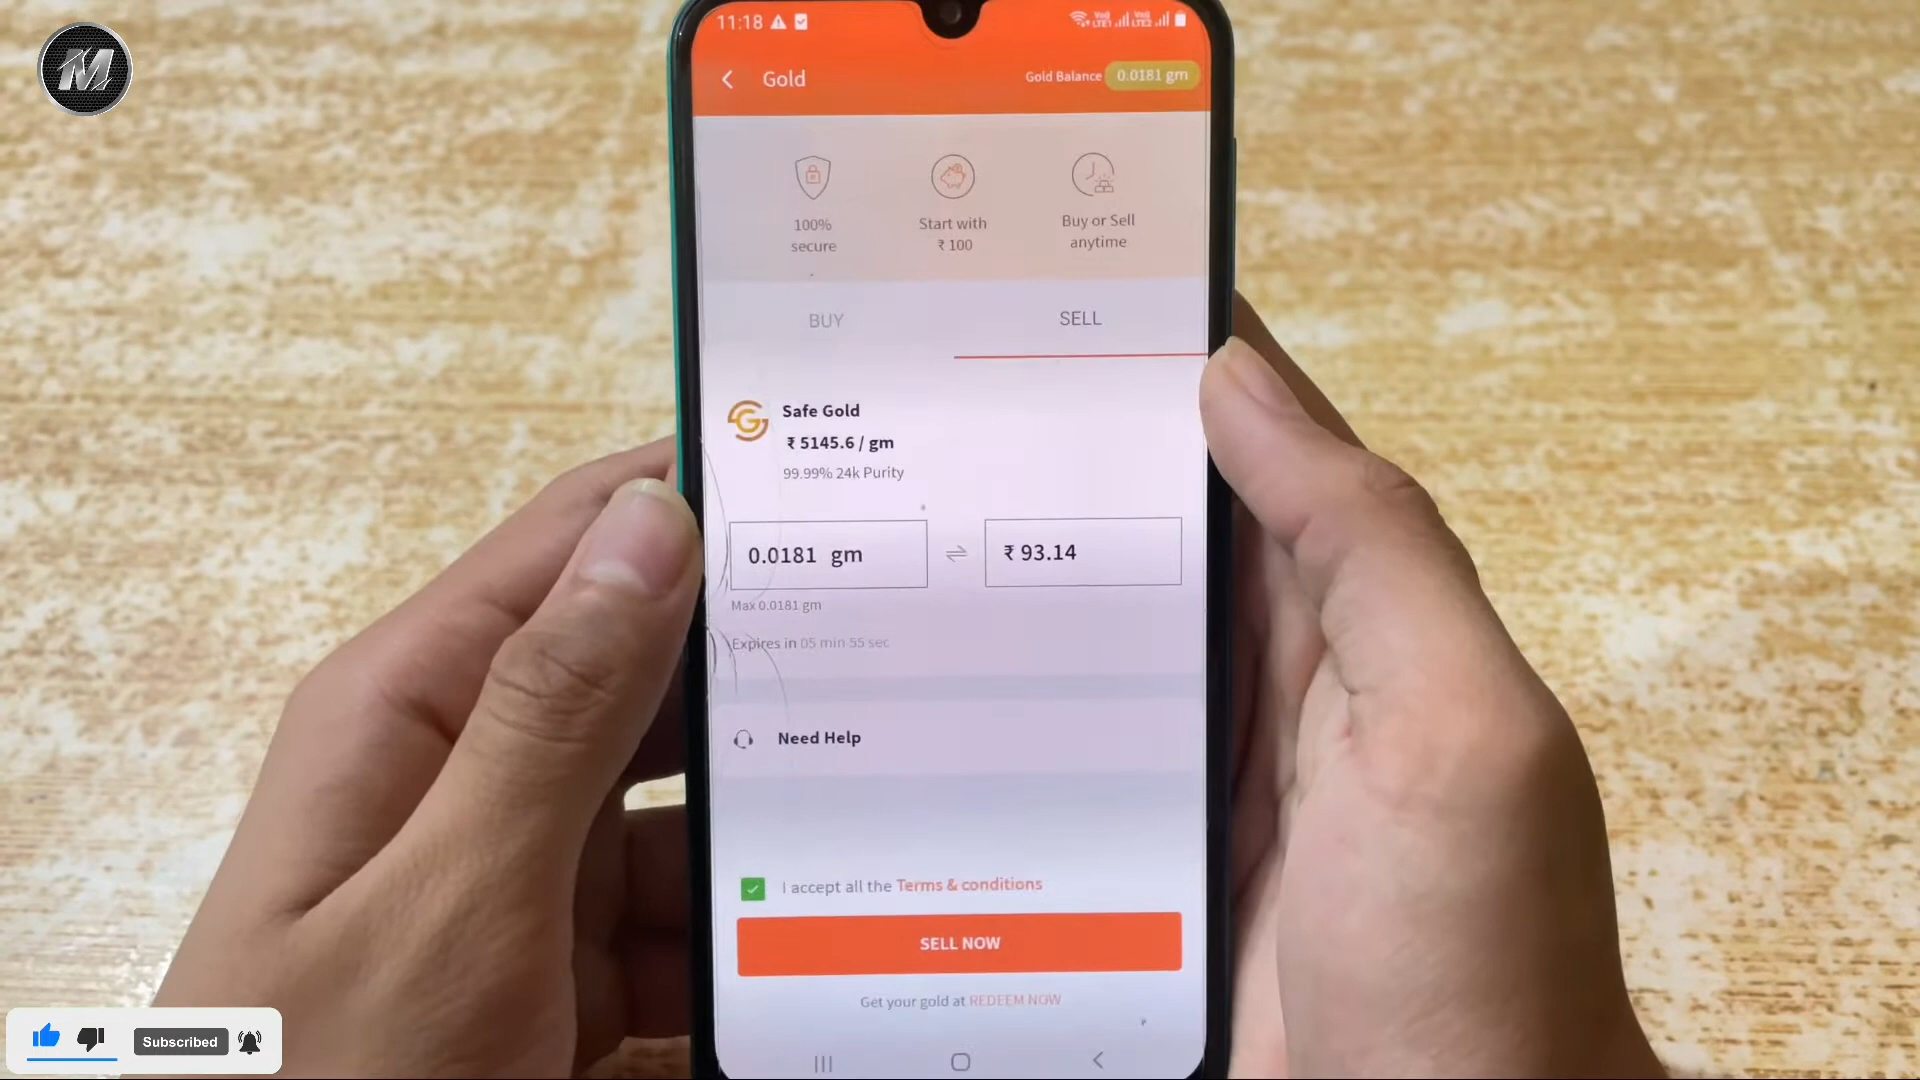 M
11:18
Gold
Gold Balance 0.0181 gm
100%
secure
Start with
₹ 100
Buy or Sell
anytime
BUY
SELL
Safe Gold
₹ 5145.6 / gm
99.99% 24k Purity
0.0181 gm
₹ 93.14
Max 0.0181 gm
Expires in 05 min 55 sec
Need Help
I accept all the Terms & conditions
SELL NOW
Get your gold at REDEEM NOW
Subscribed